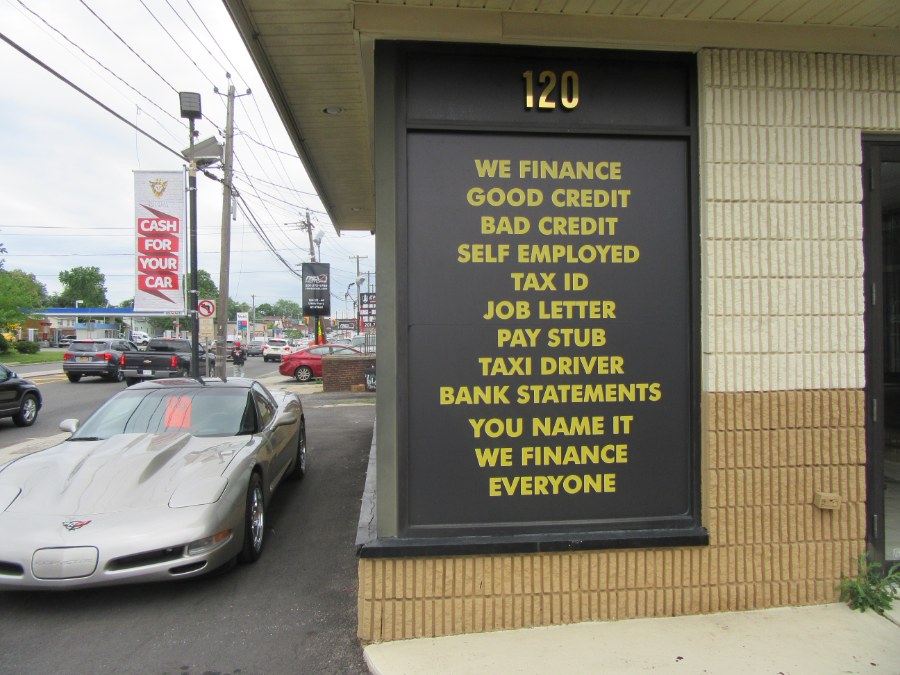 120
WE FINANCE
GOOD CREDIT
BAD CREDIT
SELF EMPLOYED
TAX ID
JOB LETTER
PAY STUB
TAXI DRIVER
BANK STATEMENTS
YOU NAME IT
WE FINANCE
EVERYONE
CASH
FOR
YOUR
CAR